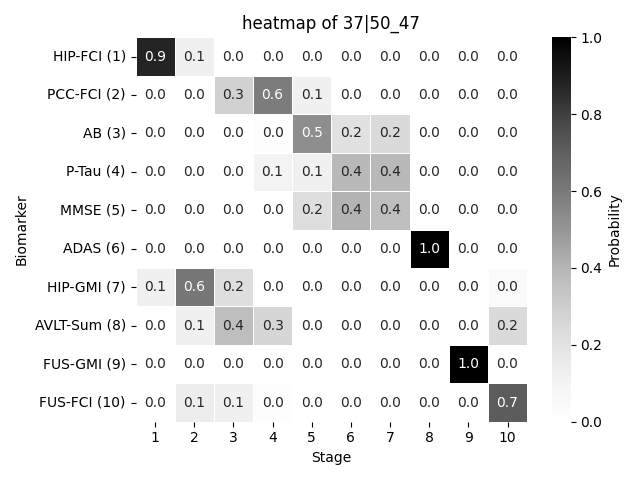 heatmap of 37|50_47
HIP-FCI (1) 0.9 0.1 0.0 0.0 0.0 0.0 0.0 0.0 0.0 0.0
PCC-FCI (2) 0.0 0.0 0.3 0.6 0.1 0.0 0.0 0.0 0.0 0.0
AB (3) 0.0 0.0 0.0 0.0 0.5 0.2 0.2 0.0 0.0 0.0
P-Tau (4) 0.0 0.0 0.0 0.1 0.1 0.4 0.4 0.0 0.0 0.0
MMSE (5) 0.0 0.0 0.0 0.0 0.2 0.4 0.4 0.0 0.0 0.0
ADAS (6) 0.0 0.0 0.0 0.0 0.0 0.0 0.0 1.0 0.0 0.0
HIP-GMI (7) 0.1 0.6 0.2 0.0 0.0 0.0 0.0 0.0 0.0 0.0
AVLT-Sum (8) 0.0 0.1 0.4 0.3 0.0 0.0 0.0 0.0 0.0 0.2
FUS-GMI (9) 0.0 0.0 0.0 0.0 0.0 0.0 0.0 0.0 1.0 0.0
FUS-FCI (10) 0.0 0.1 0.1 0.0 0.0 0.0 0.0 0.0 0.0 0.7
1 2 3 4 5 6 7 8 9 10
Stage
Biomarker
1.0
0.8
0.6
0.4
0.2
0.0
Probability